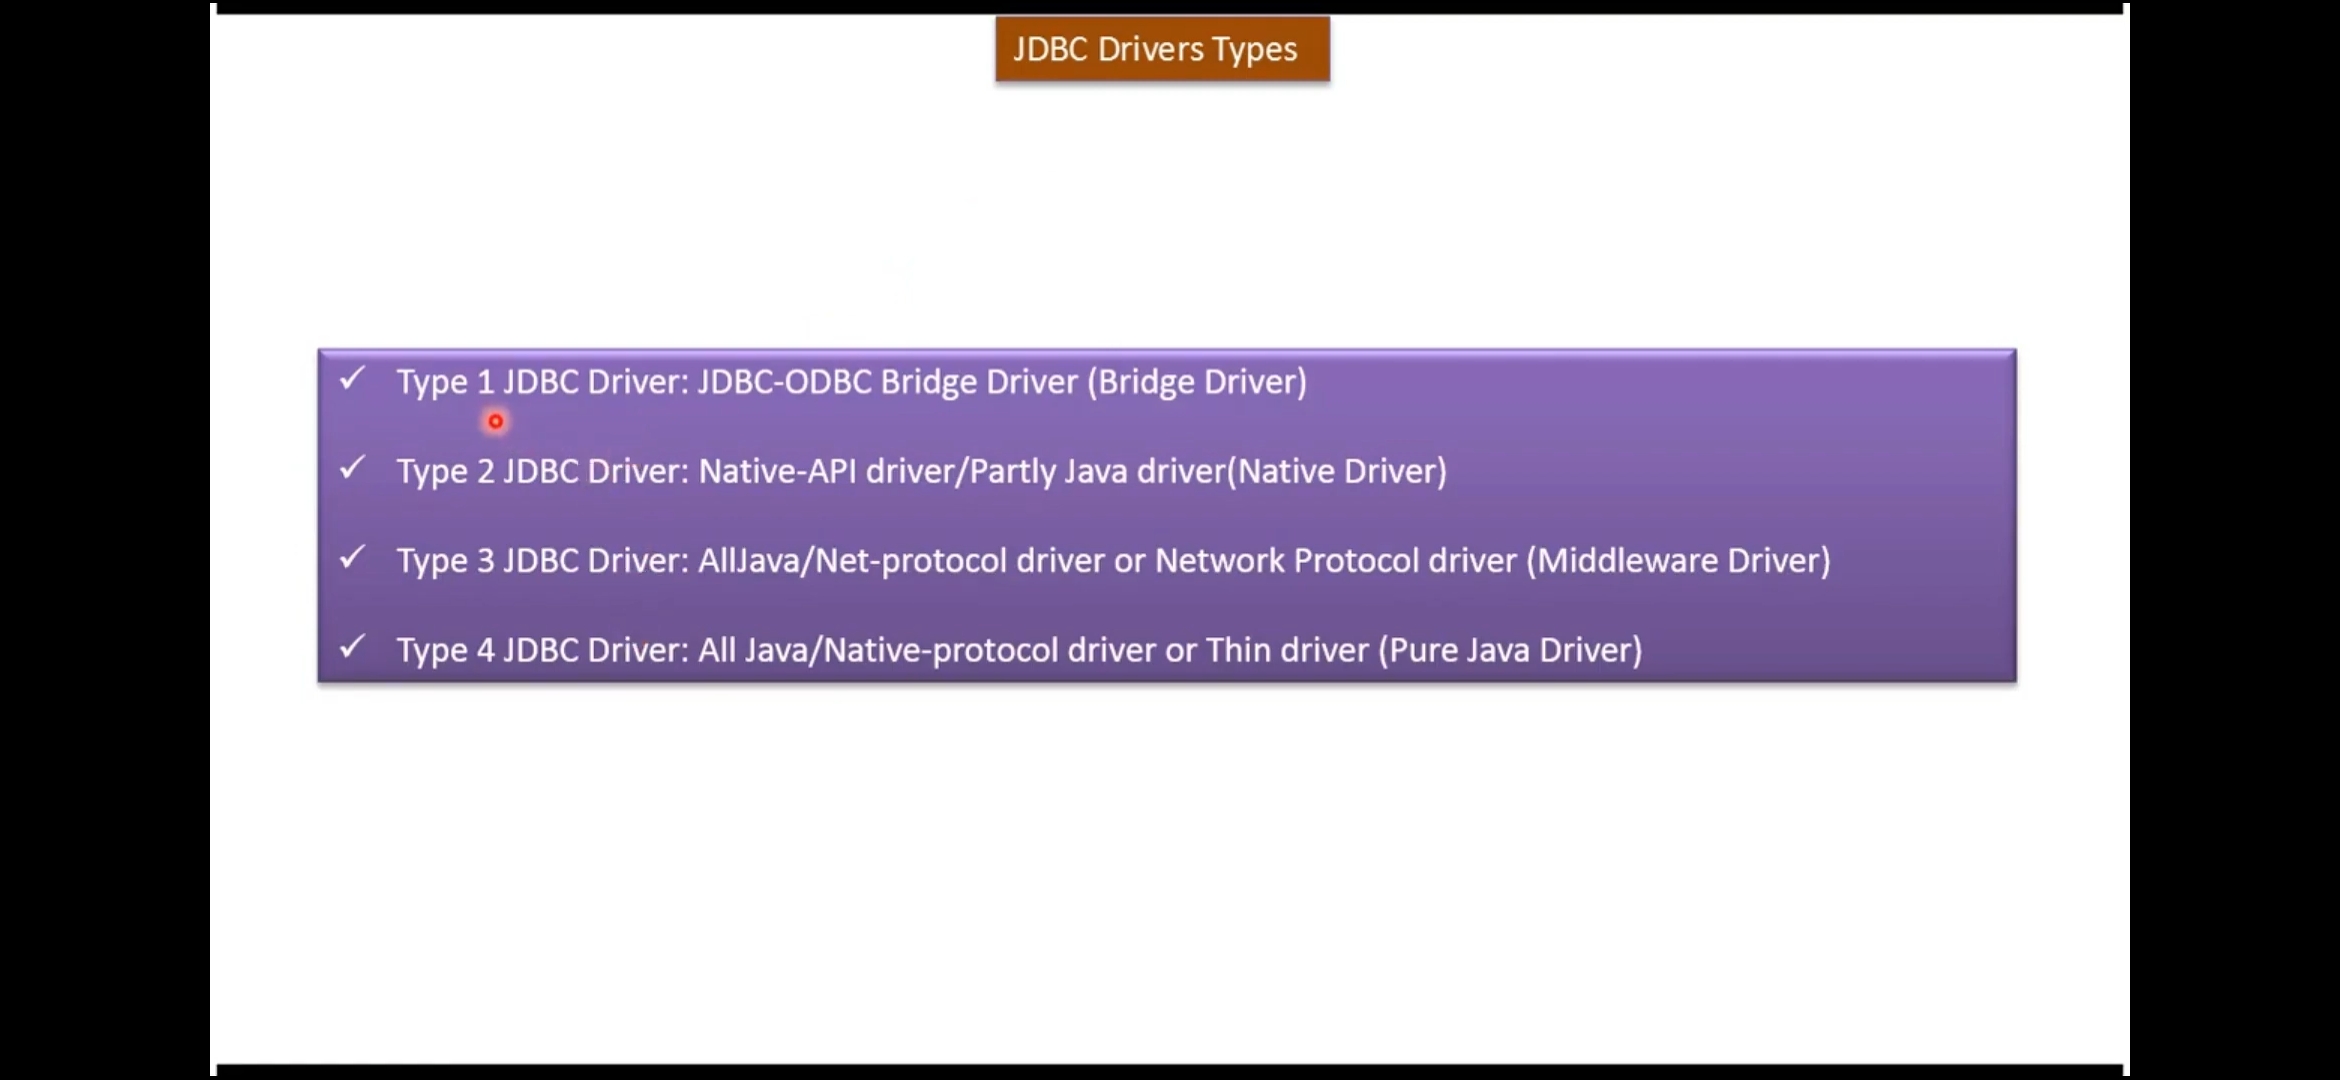 JDBC Drivers Types
✓ Type 1 JDBC Driver: JDBC-ODBC Bridge Driver (Bridge Driver)
✓ Type 2 JDBC Driver: Native-API driver/Partly Java driver(Native Driver)
✓ Type 3 JDBC Driver: AllJava/Net-protocol driver or Network Protocol driver (Middleware Driver)
✓ Type 4 JDBC Driver: All Java/Native-protocol driver or Thin driver (Pure Java Driver)